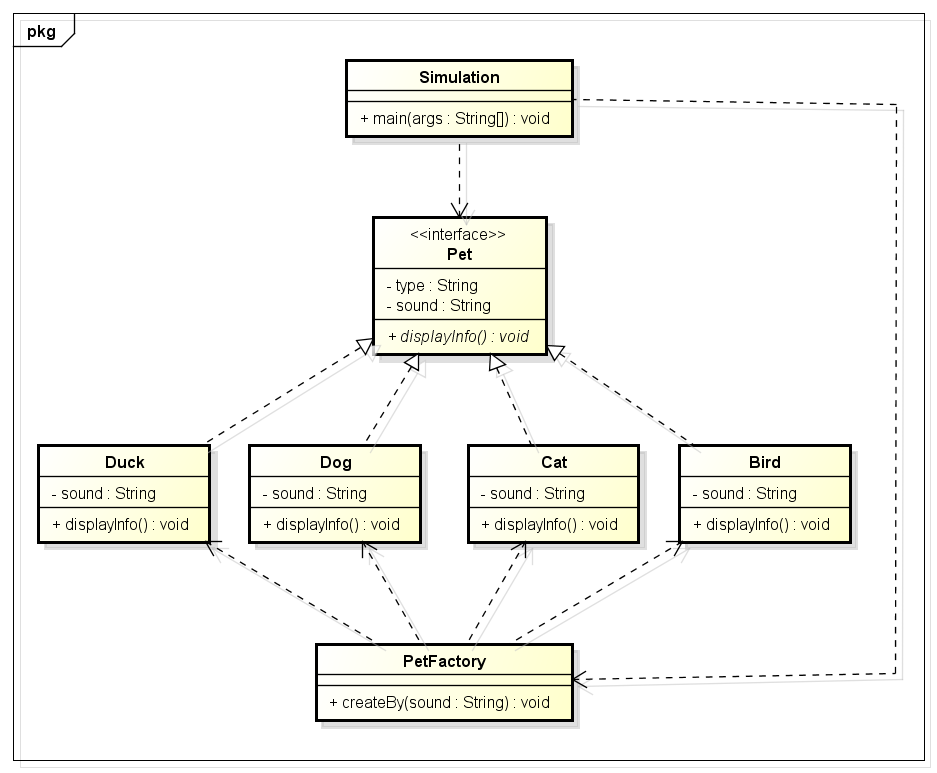 pkg
Simulation
+ main(args : String[]) : void
<<interface>>
Pet
- type : String
- sound : String
+ displayInfo() : void
Duck
- sound : String
+ displayInfo() : void
Dog
- sound : String
+ displayInfo() : void
Cat
- sound : String
+ displayInfo() : void
Bird
- sound : String
+ displayInfo() : void
PetFactory
+ createBy(sound : String) : void